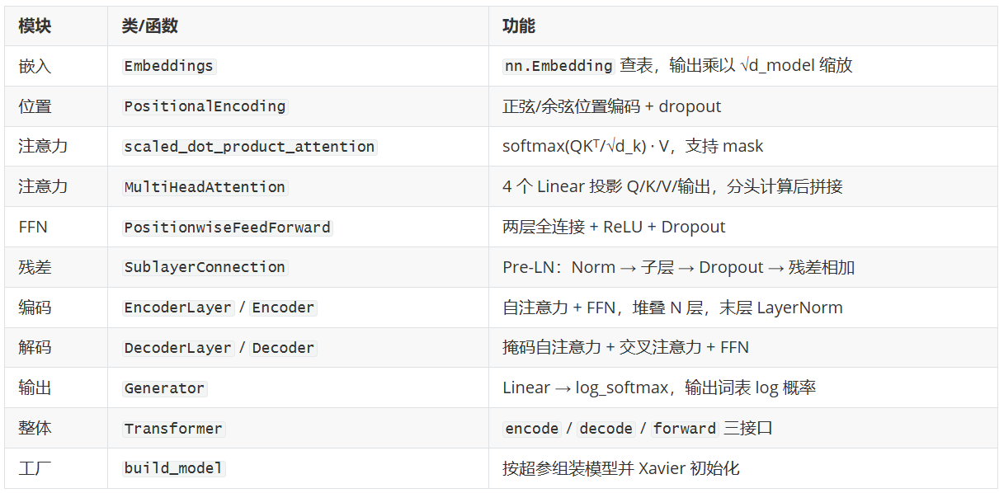 模块 类/函数 功能
嵌入 Embeddings nn.Embedding 查表，输出乘以 √d_model 缩放
位置 PositionalEncoding 正弦/余弦位置编码 + dropout
注意力 scaled_dot_product_attention softmax(QKᵀ/√d_k) · V，支持 mask
注意力 MultiHeadAttention 4 个 Linear 投影 Q/K/V/输出，分头计算后拼接
FFN PositionwiseFeedForward 两层全连接 + ReLU + Dropout
残差 SublayerConnection Pre-LN：Norm → 子层 → Dropout → 残差相加
编码 EncoderLayer / Encoder 自注意力 + FFN，堆叠 N 层，末层 LayerNorm
解码 DecoderLayer / Decoder 掩码自注意力 + 交叉注意力 + FFN
输出 Generator Linear → log_softmax，输出词表 log 概率
整体 Transformer encode / decode / forward 三接口
工厂 build_model 按超参组装模型并 Xavier 初始化